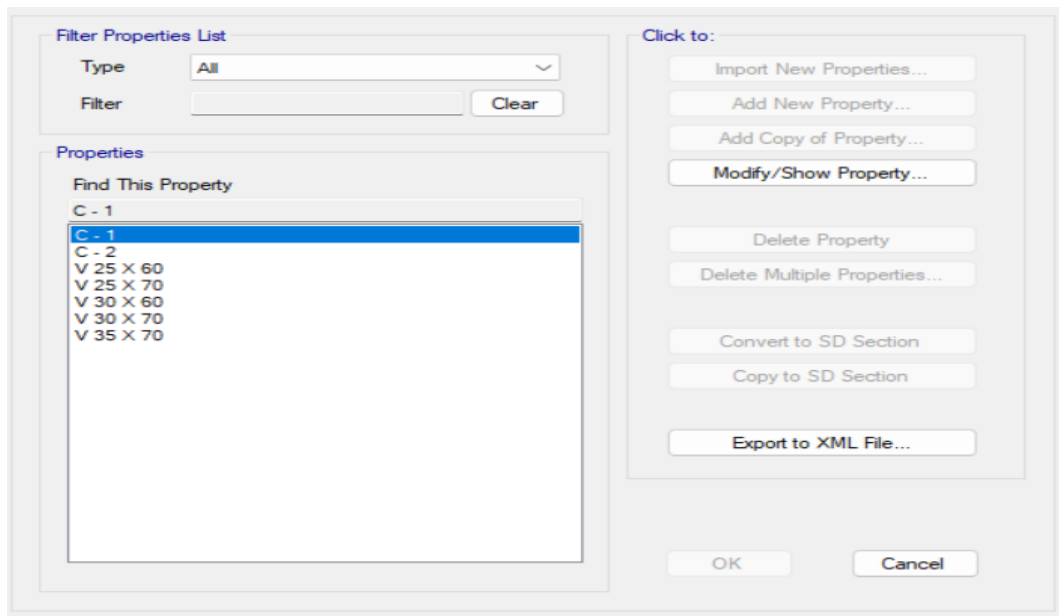 Filter Properties List
Type All
Filter Clear
Properties
Find This Property
C - 1
C - 1
C - 2
V 25 X 60
V 25 X 70
V 30 X 60
V 30 X 70
V 35 X 70
Click to:
Import New Properties...
Add New Property...
Add Copy of Property...
Modify/Show Property...
Delete Property
Delete Multiple Properties...
Convert to SD Section
Copy to SD Section
Export to XML File...
OK Cancel